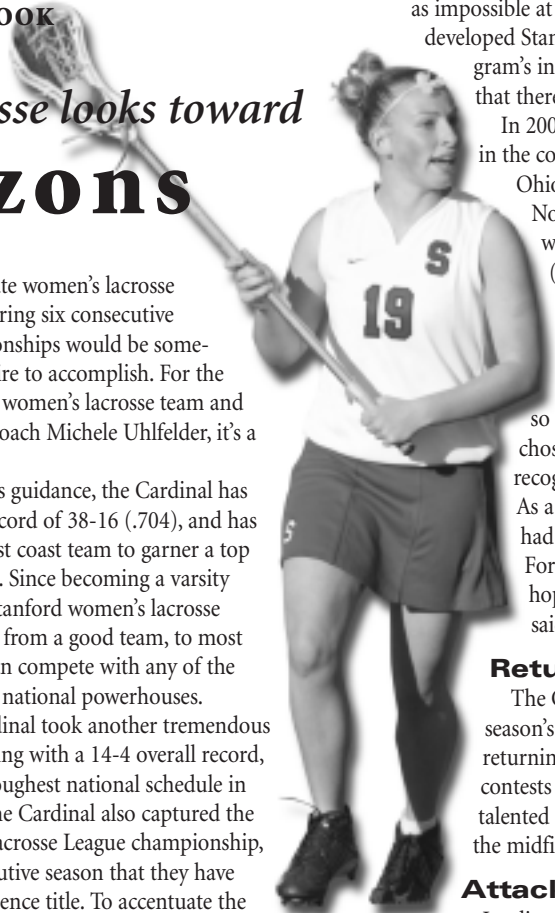 OOK
sse looks toward
zons
te women's lacrosse
ring six consecutive
onships would be some-
ire to accomplish. For the
women's lacrosse team and
oach Michele Uhlfelder, it's a
s guidance, the Cardinal has
cord of 38-16 (.704), and has
st coast team to garner a top
. Since becoming a varsity
tanford women's lacrosse
from a good team, to most
n compete with any of the
national powerhouses.
dinal took another tremendous
ng with a 14-4 overall record,
oughest national schedule in
he Cardinal also captured the
acrosse League championship,
utive season that they have
ence title. To accentuate the
S
19
S
as impossible at
developed Stan
gram's in
that there
In 200
in the co
Ohio
No
w
(
so
chos
recog
As a
had
For
hop
sai
Retu
The C
season's
returnin
contests
talented
the midfi
Attack